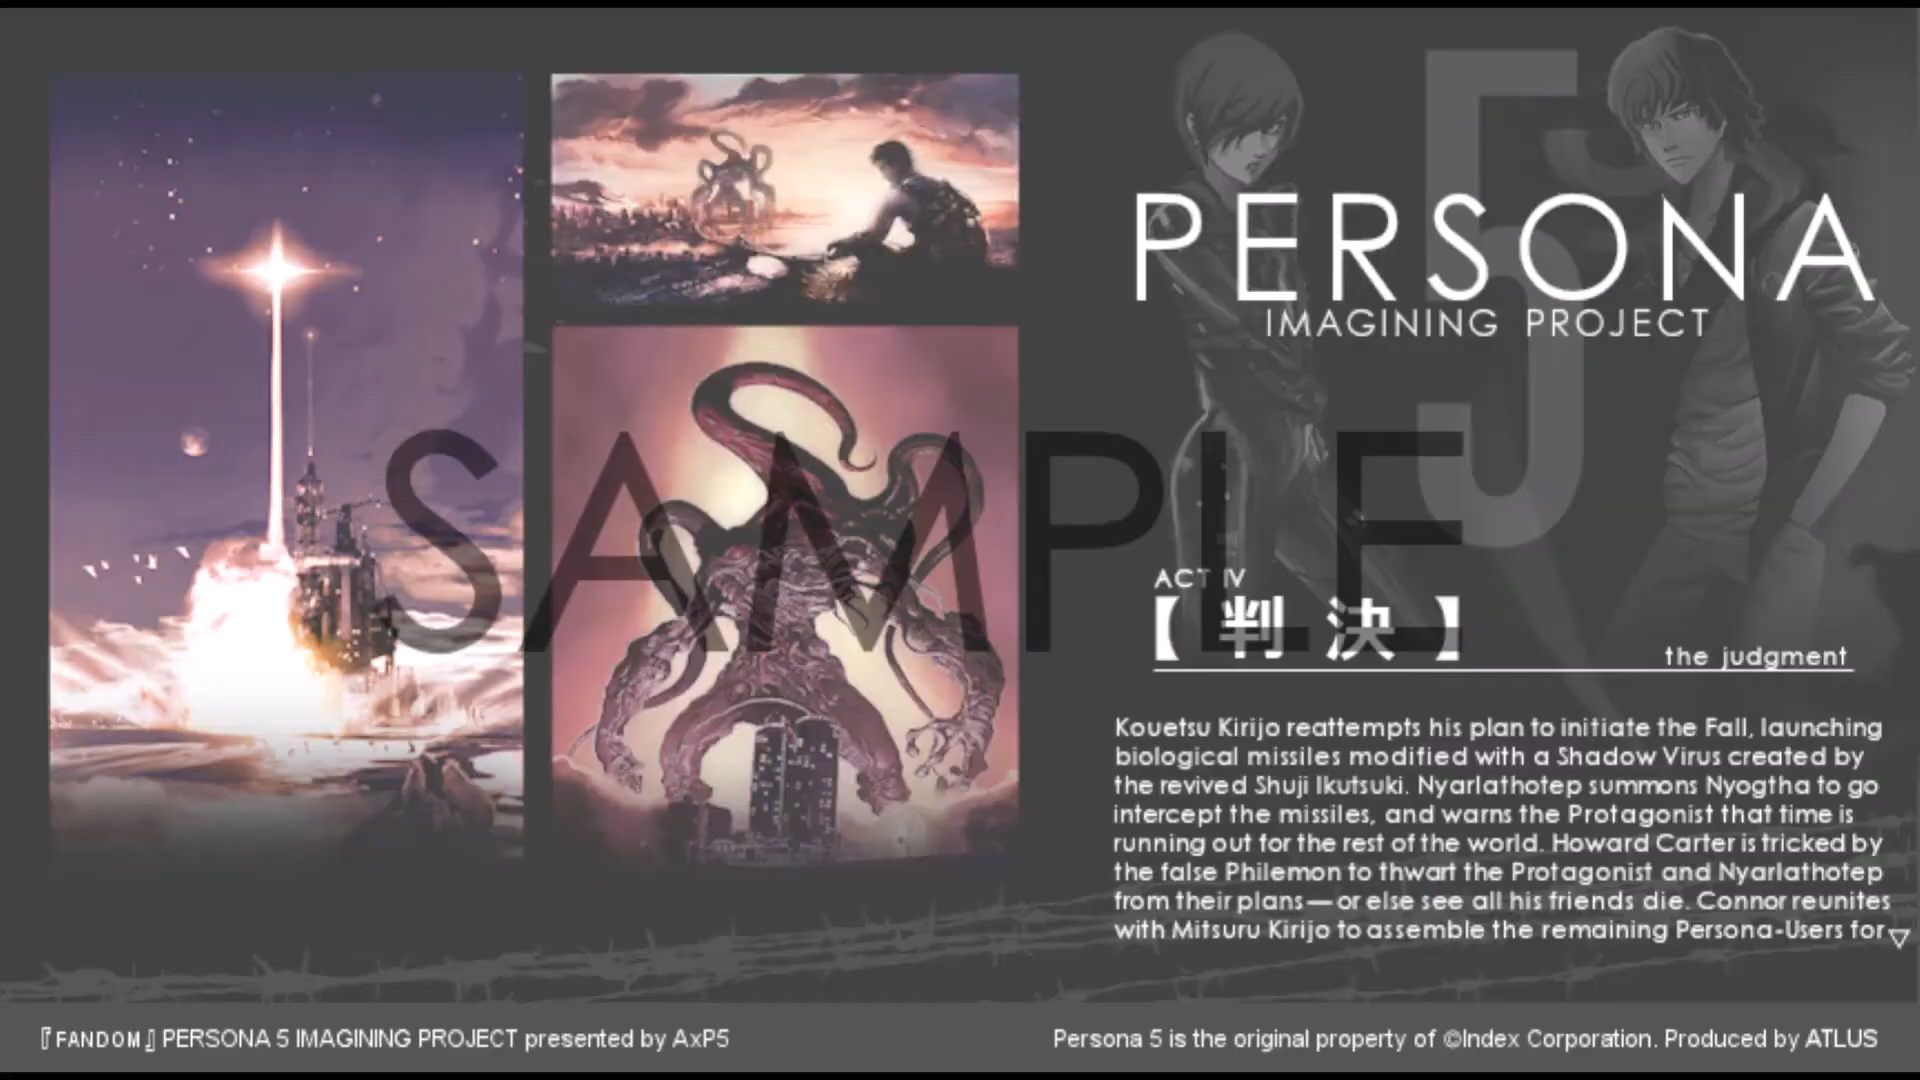 5
PERSONA
IMAGINING PROJECT
SAMPLE
ACT IV
【判決】
the judgment
Kouetsu Kirijo reattempts his plan to initiate the Fall, launching
biological missiles modified with a Shadow Virus created by
the revived Shuji Ikutsuki. Nyarlathotep summons Nyogtha to go
intercept the missiles, and warns the Protagonist that time is
running out for the rest of the world. Howard Carter is tricked by
the false Philemon to thwart the Protagonist and Nyarlathotep
from their plans—or else see all his friends die. Connor reunites
with Mitsuru Kirijo to assemble the remaining Persona-Users for
『FANDOM』PERSONA 5 IMAGINING PROJECT presented by AxP5
Persona 5 is the original property of ©Index Corporation. Produced by ATLUS